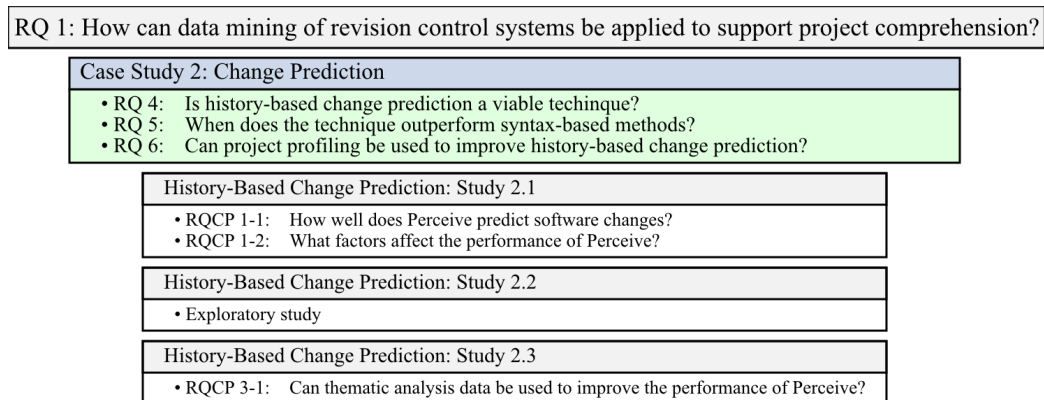 RQ 1: How can data mining of revision control systems be applied to support project comprehension?
Case Study 2: Change Prediction
• RQ 4: Is history-based change prediction a viable techinque?
• RQ 5: When does the technique outperform syntax-based methods?
• RQ 6: Can project profiling be used to improve history-based change prediction?
History-Based Change Prediction: Study 2.1
• RQCP 1-1: How well does Perceive predict software changes?
• RQCP 1-2: What factors affect the performance of Perceive?
History-Based Change Prediction: Study 2.2
• Exploratory study
History-Based Change Prediction: Study 2.3
• RQCP 3-1: Can thematic analysis data be used to improve the performance of Perceive?